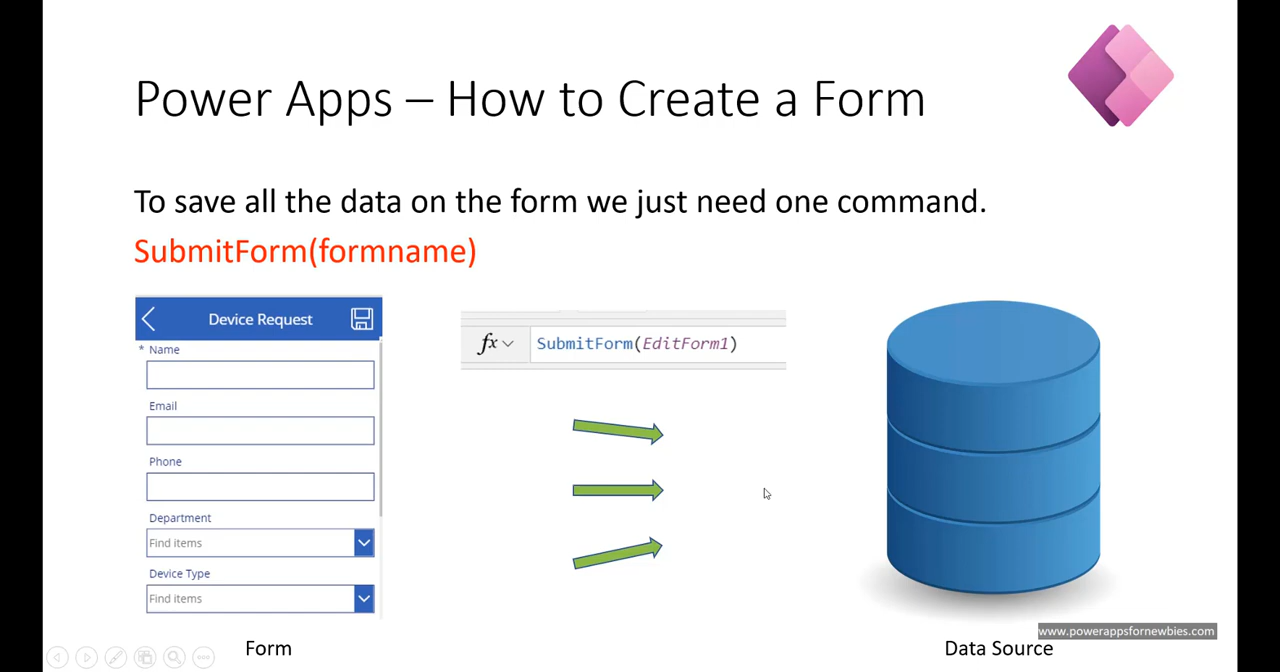 Power Apps – How to Create a Form
To save all the data on the form we just need one command.
SubmitForm(formname)
Device Request
* Name
Email
Phone
Department
Find items
Device Type
Find items
fx SubmitForm(EditForm1)
Form
www.powerappsfornewbies.com
Data Source